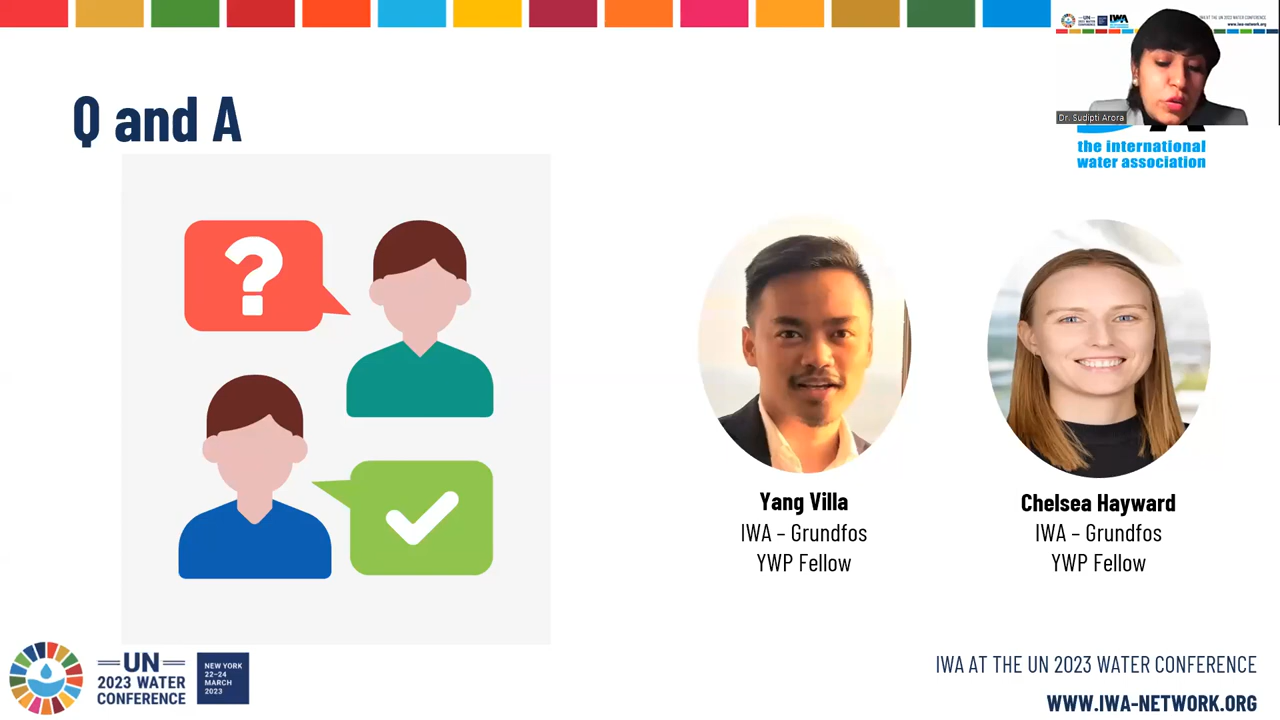 Q and A
Dr. Sudipti Arora
the international
water association
?
Yang Villa
IWA – Grundfos
YWP Fellow
Chelsea Hayward
IWA – Grundfos
YWP Fellow
UN
2023 WATER
CONFERENCE
NEW YORK
22–24
MARCH
2023
IWA AT THE UN 2023 WATER CONFERENCE
WWW.IWA-NETWORK.ORG